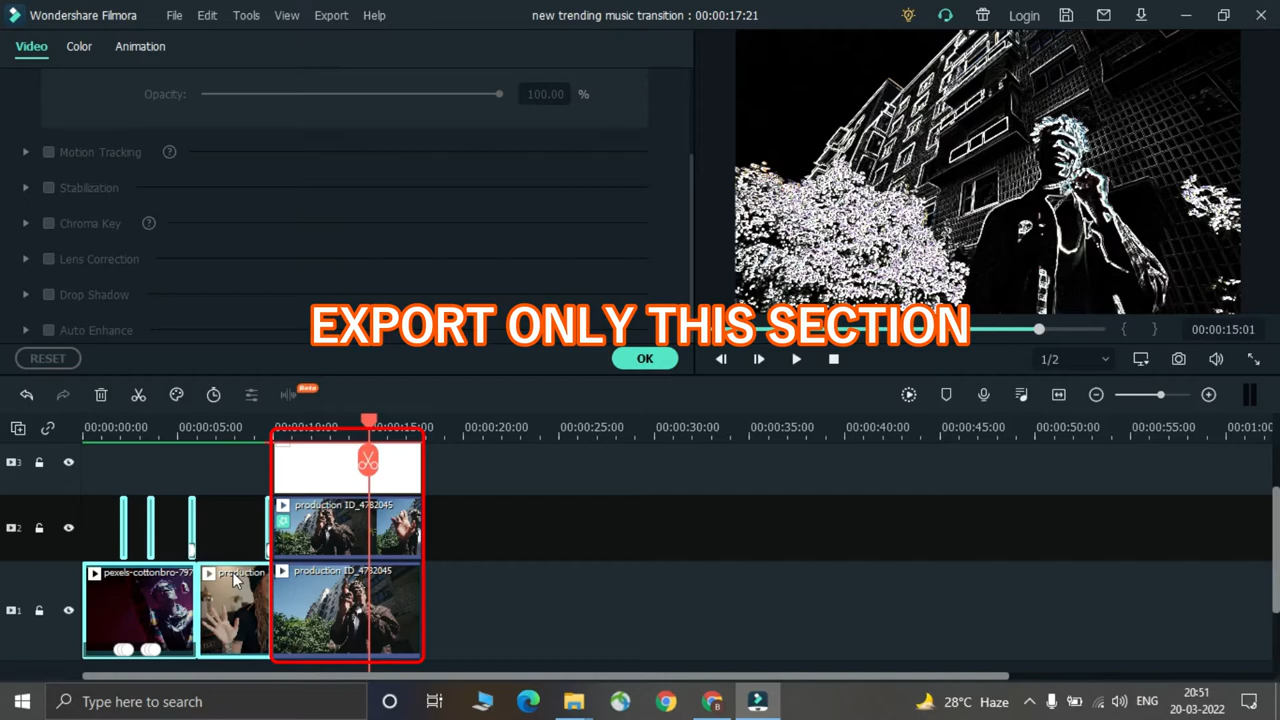 Wondershare Filmora
File Edit Tools View Export Help
new trending music transition : 00:00:17:21
Login
Video Color Animation
Opacity: 100.00 %
Motion Tracking ?
Stabilization
Chroma Key ?
Lens Correction
Drop Shadow
Auto Enhance
EXPORT ONLY THIS SECTION
{ } 00:00:15:01
RESET OK
1/2
Beta
00:00:00:00 00:00:05:00 00:00:10:00 00:00:15:00 00:00:20:00 00:00:25:00 00:00:30:00 00:00:35:00 00:00:40:00 00:00:45:00 00:00:50:00 00:00:55:00 00:01:0
3
production ID_4782045
2
pexels-cottonbro-797 production production ID_4782045
1
Type here to search
28°C Haze
ENG
20:51
20-03-2022